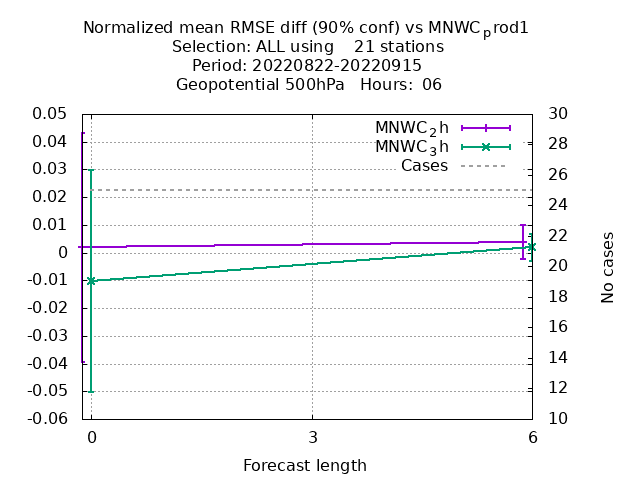 Normalized mean RMSE diff (90% conf) vs MNWCprod1
Selection: ALL using 21 stations
Period: 20220822-20220915
Geopotential 500hPa Hours: 06
MNWC2h
MNWC3h
Cases
0.05
0.04
0.03
0.02
0.01
0
-0.01
-0.02
-0.03
-0.04
-0.05
-0.06
30
28
26
24
22
20
18
16
14
12
10
No cases
0 3 6
Forecast length